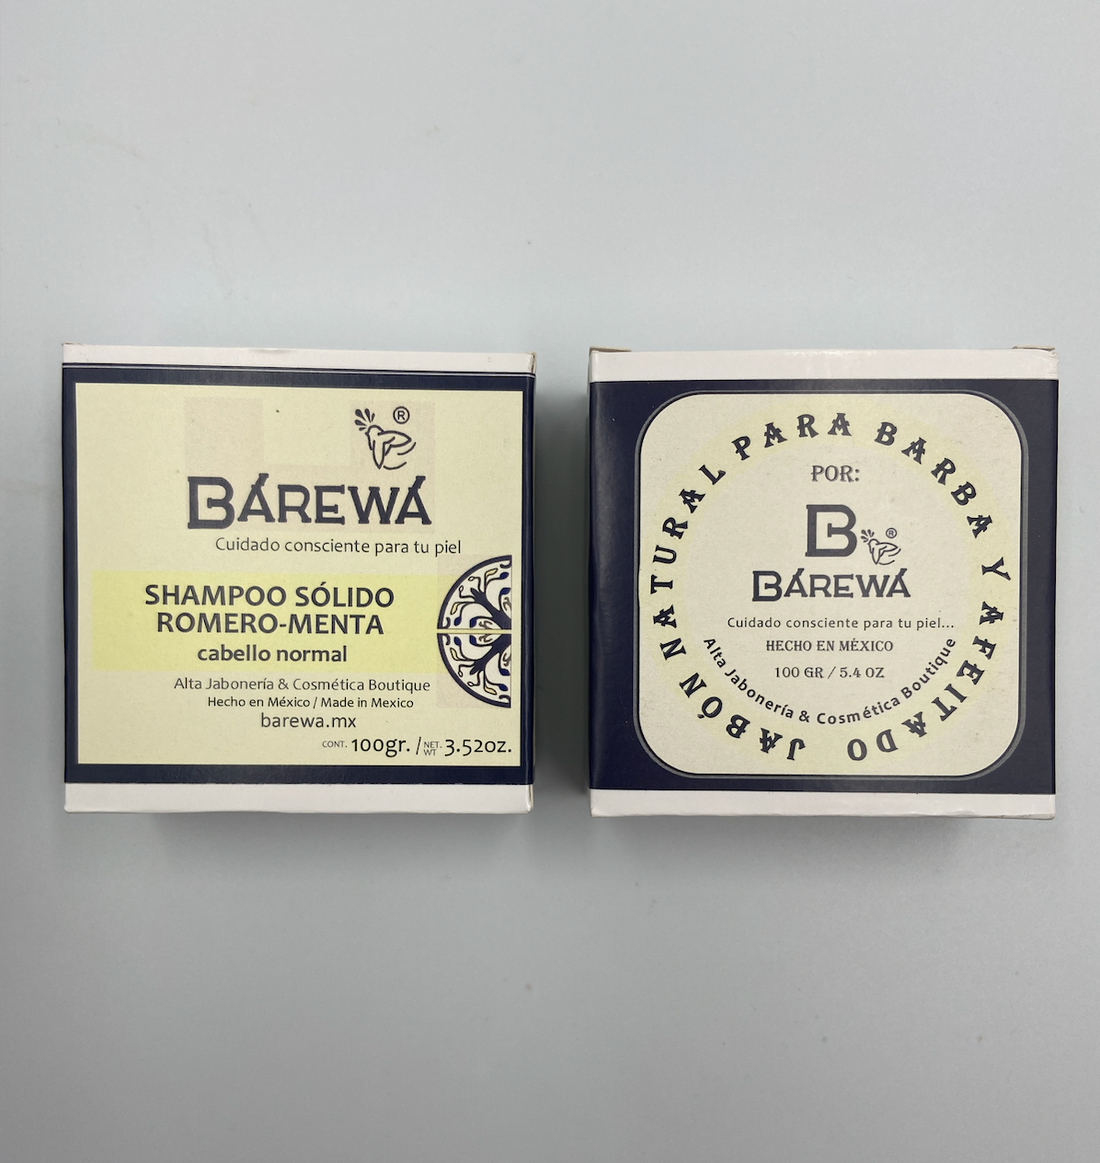 ®
BÁREWÁ
Cuidado consciente para tu piel
SHAMPOO SÓLIDO
ROMERO-MENTA
cabello normal
Alta Jabonería & Cosmética Boutique
Hecho en México / Made in Mexico
barewa.mx
CONT. 100gr. / NET. WT 3.52oz.
JABÓN NATURAL PARA BARBA Y AFEITADO
POR:
B ®
BÁREWÁ
Cuidado consciente para tu piel...
HECHO EN MÉXICO
100 GR / 5.4 OZ
Alta Jabonería & Cosmética Boutique